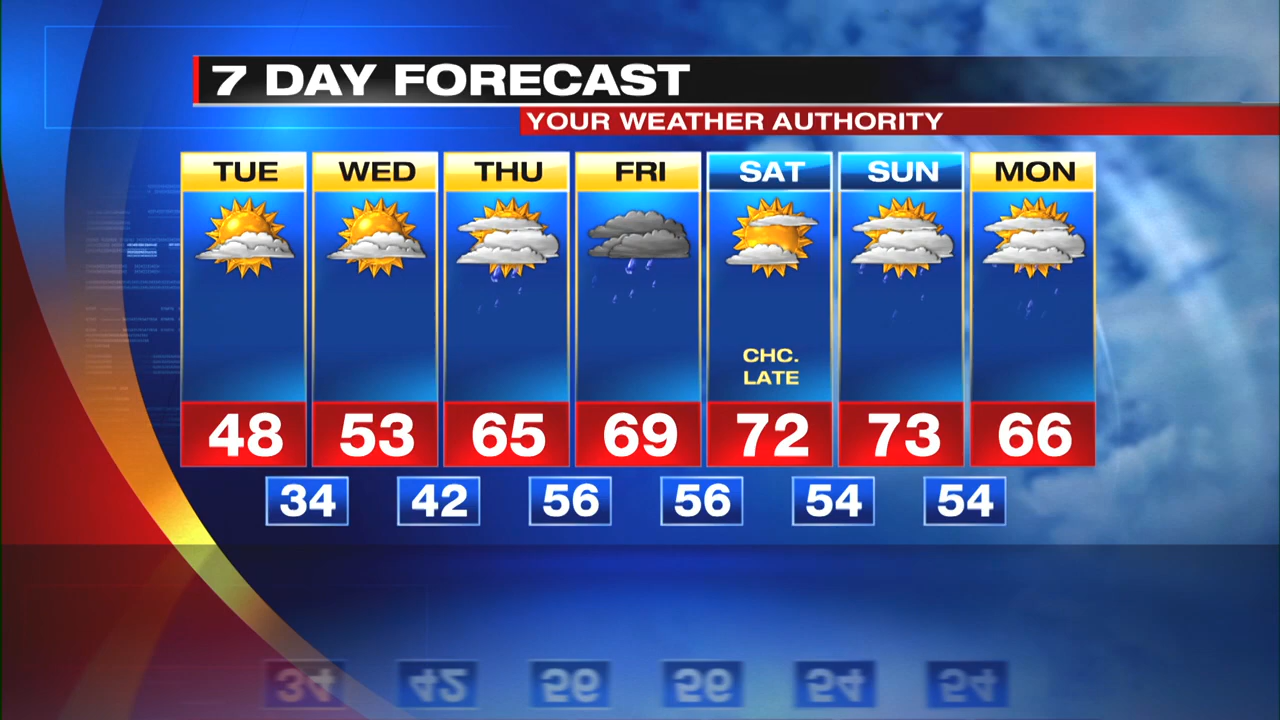 7 DAY FORECAST
YOUR WEATHER AUTHORITY
TUE WED THU FRI SAT SUN MON
CHC.
LATE
48 53 65 69 72 73 66
34 42 56 56 54 54